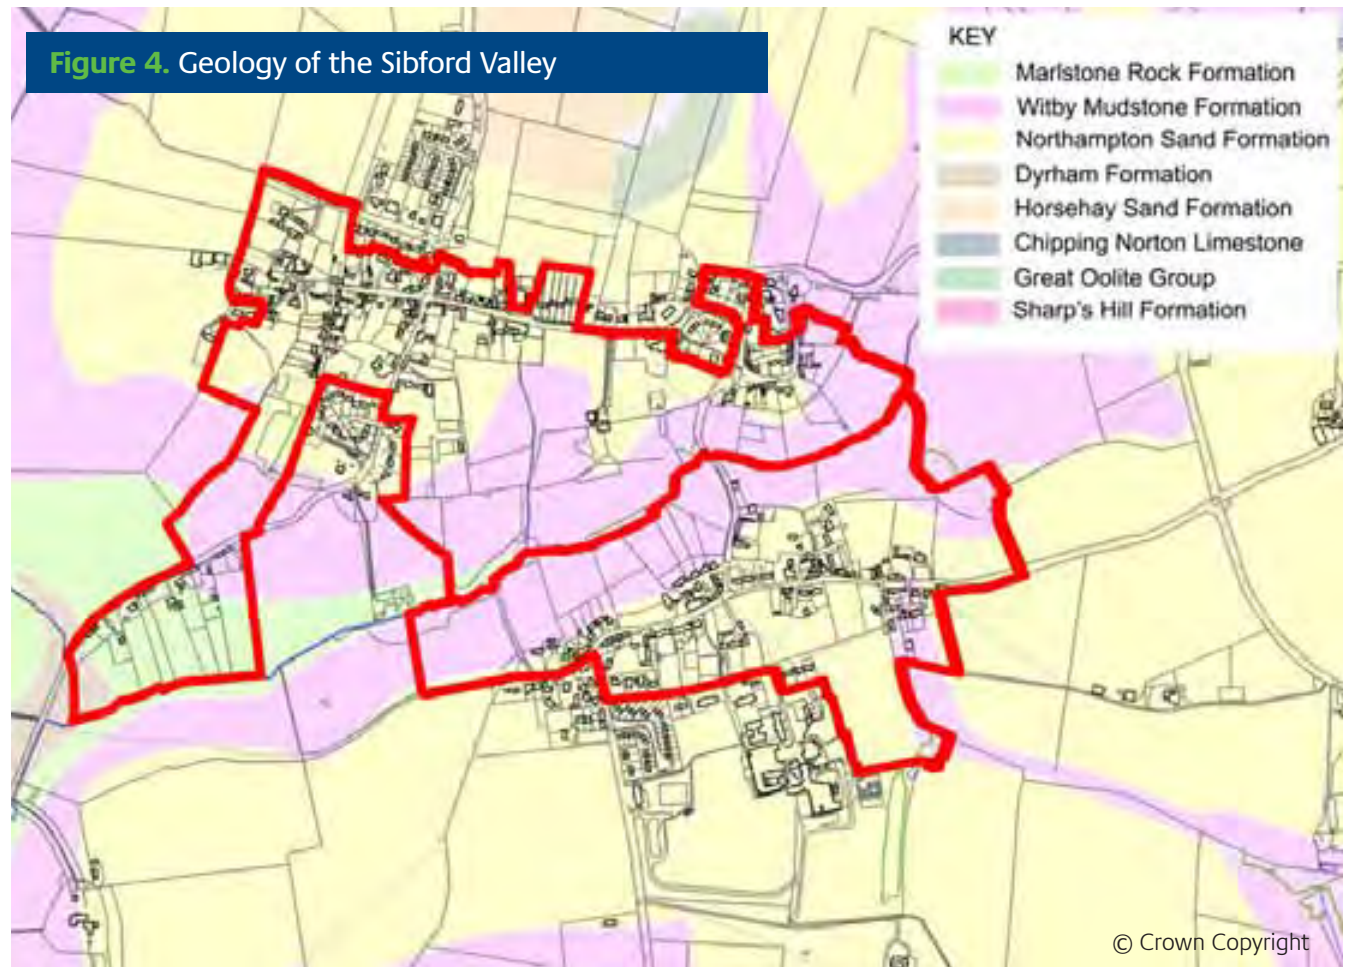 Figure 4. Geology of the Sibford Valley
KEY
Marlstone Rock Formation
Witby Mudstone Formation
Northampton Sand Formation
Dyrham Formation
Horsehay Sand Formation
Chipping Norton Limestone
Great Oolite Group
Sharp's Hill Formation
© Crown Copyright